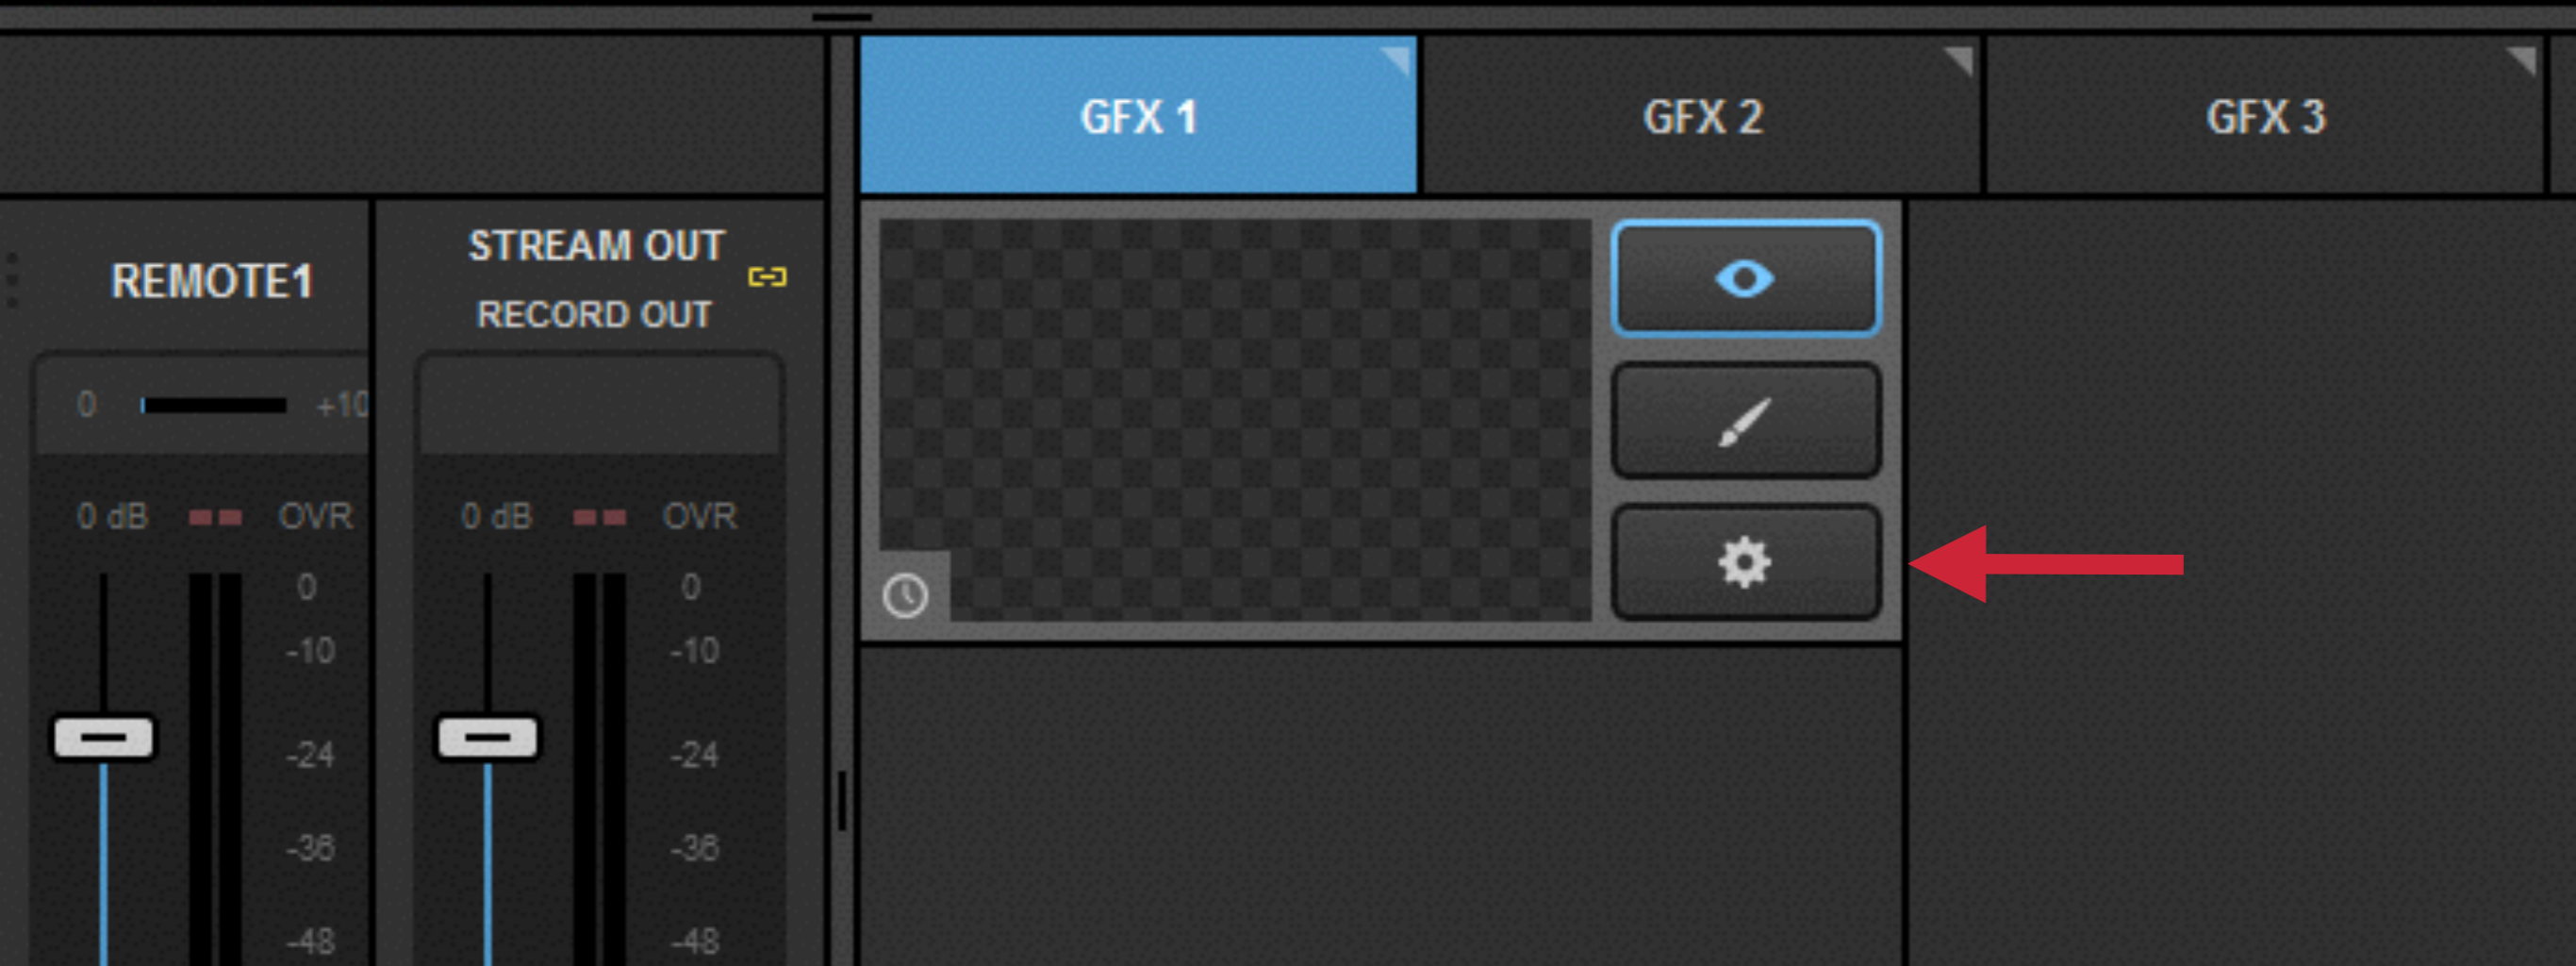 GFX 1
GFX 2
GFX 3
REMOTE1
STREAM OUT
RECORD OUT
0
+10
0 dB
OVR
0
-10
-24
-36
-48
0 dB
OVR
0
-10
-24
-36
-48